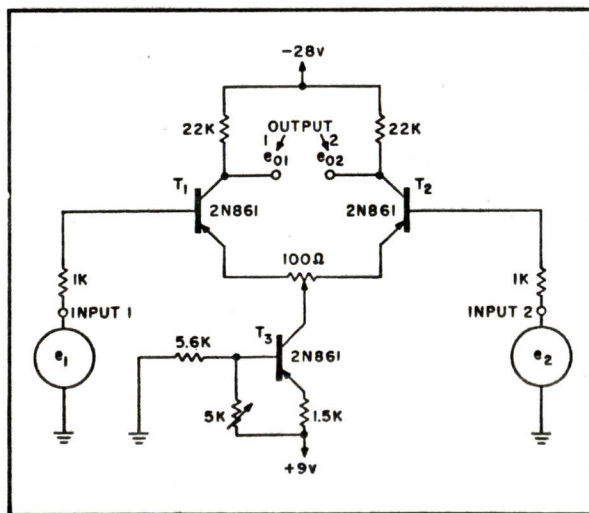 -28V
22K
OUTPUT
22K
1
2
e01
e02
T1
T2
2N861
2N861
100Ω
1K
1K
INPUT 1
INPUT 2
T3
5.6K
2N861
e1
e2
5K
1.5K
+9V